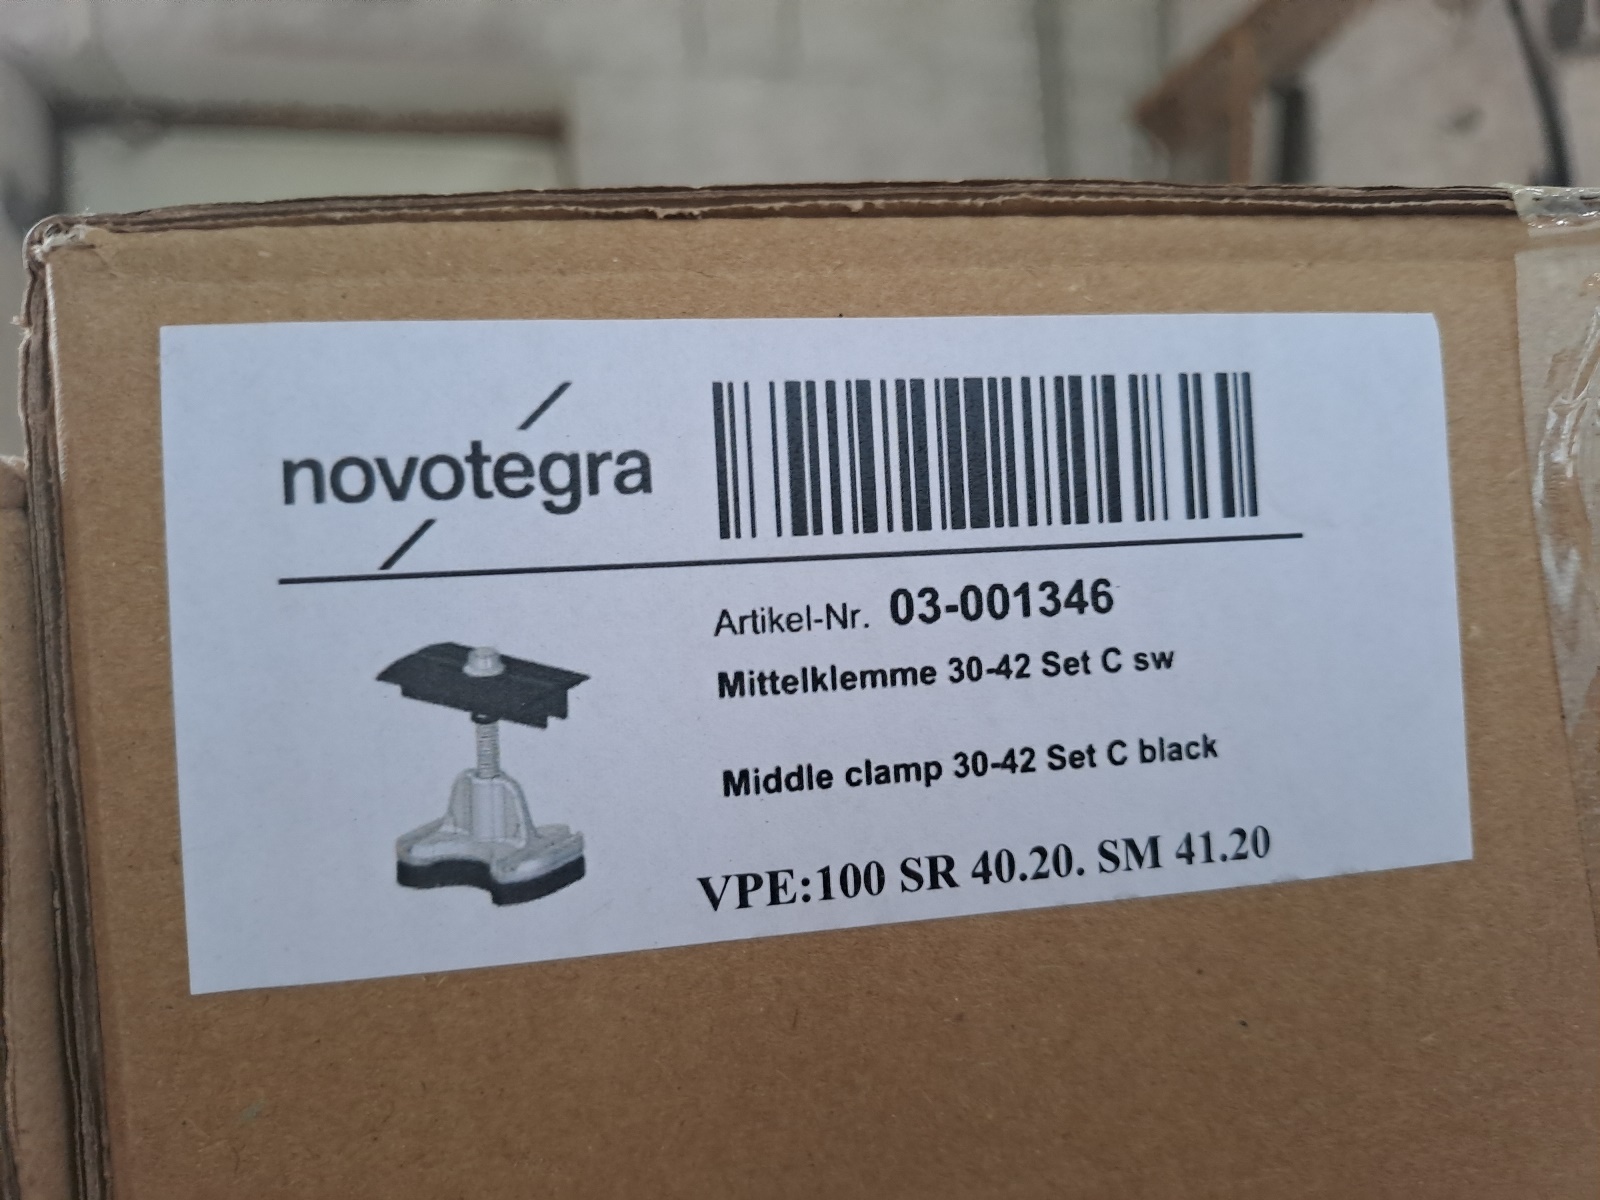 novotegra
Artikel-Nr. 03-001346
Mittelklemme 30-42 Set C sw
Middle clamp 30-42 Set C black
VPE:100 SR 40.20. SM 41.20